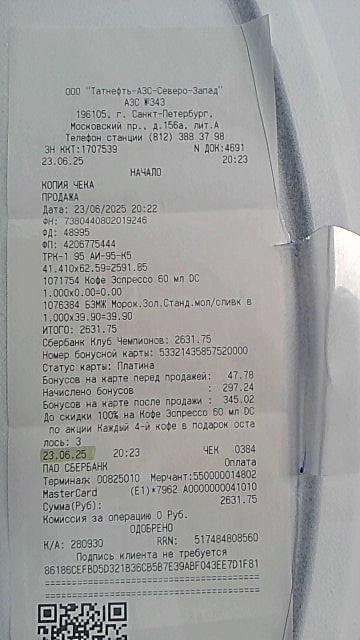 ООО "Татнефть-АЗС-Северо-Запад"
АЗС №343
196105, г. Санкт-Петербург,
Московский пр., д.156а, лит.А
Телефон станции (812) 388 37 98
ЗН ККТ:1707539 N ДОК:4691
23.06.25 20:23
НАЧАЛО
КОПИЯ ЧЕКА
ПРОДАЖА
Дата: 23/06/2025 20:22
ФН: 7380440802019246
ФД: 48995
ФП: 4206775444
ТРК-1 95 АИ-95-К5
41.410x62.59=2591.85
1071754 Кофе Эспрессо 60 мл DC
1.000x0.00=0.00
1076384 БЗМЖ Морож.Зол.Станд.мол/сливк в
1.000x39.90=39.90
ИТОГО: 2631.75
Сбербанк Клуб Чемпионов: 2631.75
Номер бонусной карты: 53321435857520000
Статус карты: Платина
Бонусов на карте перед продажей: 47.78
Начислено бонусов : 297.24
Бонусов на карте после продажи : 345.02
До скидки 100% на Кофе Эспрессо 60 мл DC
по акции Каждый 4-й кофе в подарок оста
лось: 3
23.06.25 20:23 ЧЕК 0384
ПАО СБЕРБАНК Оплата
Терминал: 00825010 Мерчант:550000014802
MasterCard (E1)*7962 A0000000041010
Сумма(Руб): 2631.75
Комиссия за операцию 0 Руб.
ОДОБРЕНО
К/А: 280930 RRN: 517484808560
Подпись клиента не требуется
86186CEFBD5D321B36CB5B7E39ABF043EE7D1F81
========================================
========================================